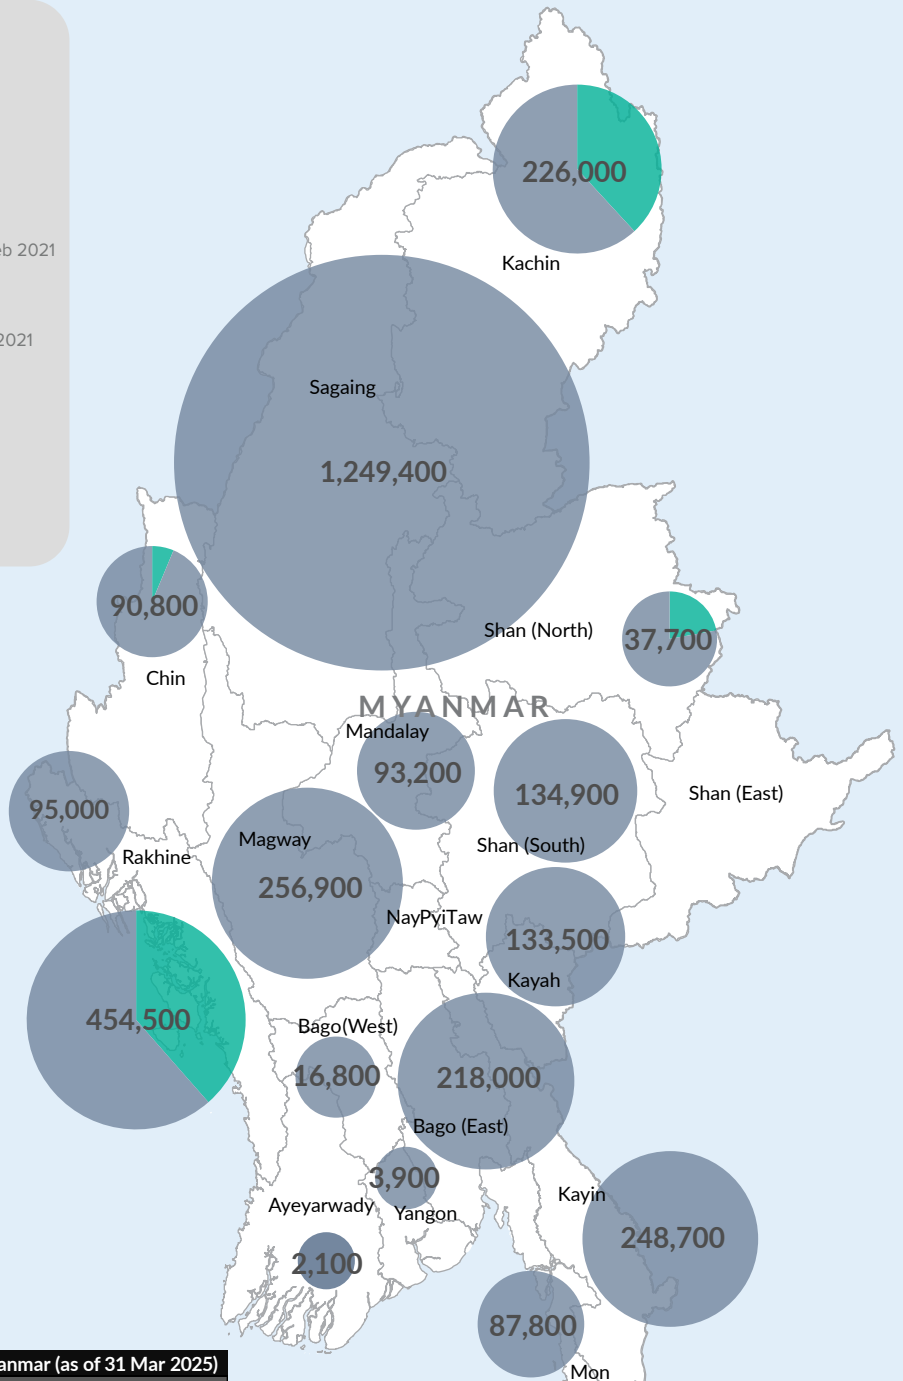 eb 2021
2021
226,000
Kachin
Sagaing
1,249,400
90,800
Chin
Shan (North)
37,700
MYANMAR
Mandalay
93,200
134,900
Shan (East)
95,000
Rakhine
Magway
256,900
Shan (South)
NayPyiTaw
133,500
Kayah
454,500
Bago(West)
16,800
218,000
Bago (East)
3,900
Ayeyarwady
Yangon
Kayin
248,700
2,100
87,800
Mon
anmar (as of 31 Mar 2025)